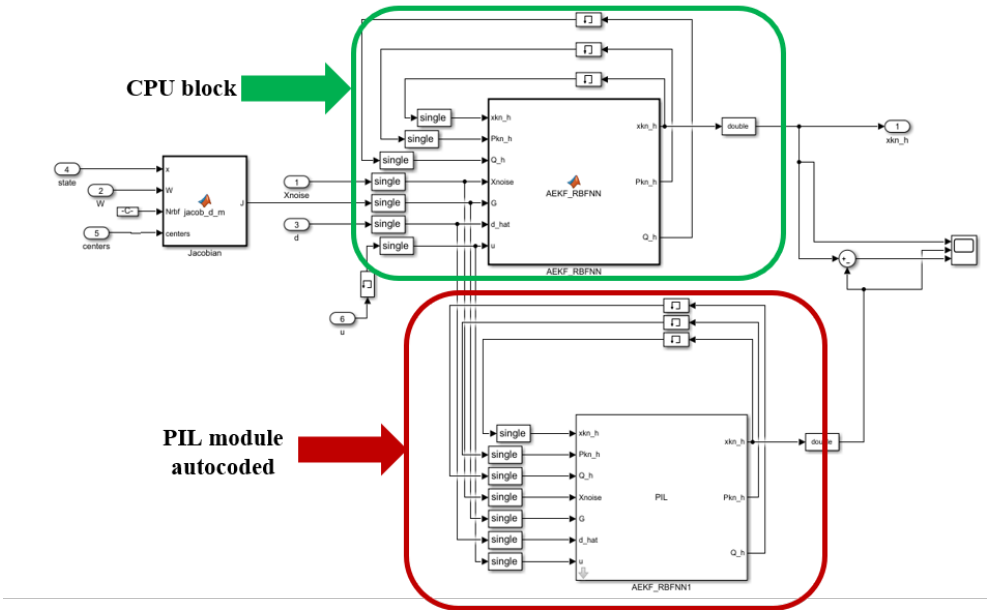 CPU block
4
state
2
W
-C-
5
centers
x
W
Nrbf
centers
jacob_d_m
J
Jacobian
1
Xnoise
3
d
6
u
single
single
single
single
single
single
single
xkn_h
Pkn_h
Q_h
Xnoise
G
d_hat
u
AEKF_RBFNN
xkn_h
Pkn_h
Q_h
AEKF_RBFNN
double
1
xkn_h
+
-
PIL module
autocoded
single
single
single
single
single
single
single
xkn_h
Pkn_h
Q_h
Xnoise
G
d_hat
u
PIL
xkn_h
Pkn_h
Q_h
AEKF_RBFNN1
double